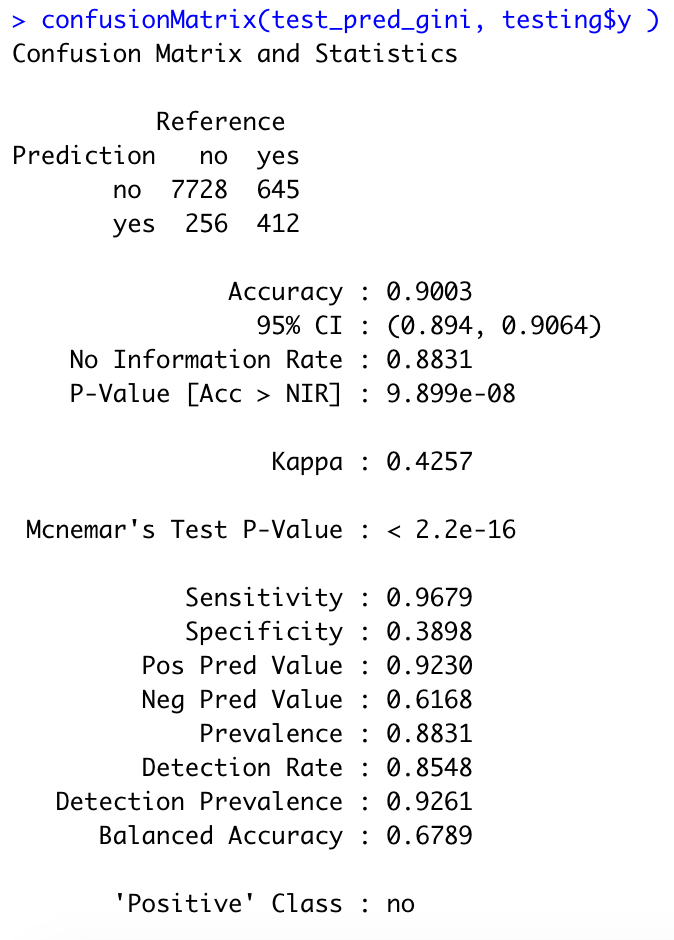 > confusionMatrix(test_pred_gini, testing$y )
Confusion Matrix and Statistics
Reference
Prediction no yes
no 7728 645
yes 256 412
Accuracy : 0.9003
95% CI : (0.894, 0.9064)
No Information Rate : 0.8831
P-Value [Acc > NIR] : 9.899e-08
Kappa : 0.4257
Mcnemar's Test P-Value : < 2.2e-16
Sensitivity : 0.9679
Specificity : 0.3898
Pos Pred Value : 0.9230
Neg Pred Value : 0.6168
Prevalence : 0.8831
Detection Rate : 0.8548
Detection Prevalence : 0.9261
Balanced Accuracy : 0.6789
'Positive' Class : no